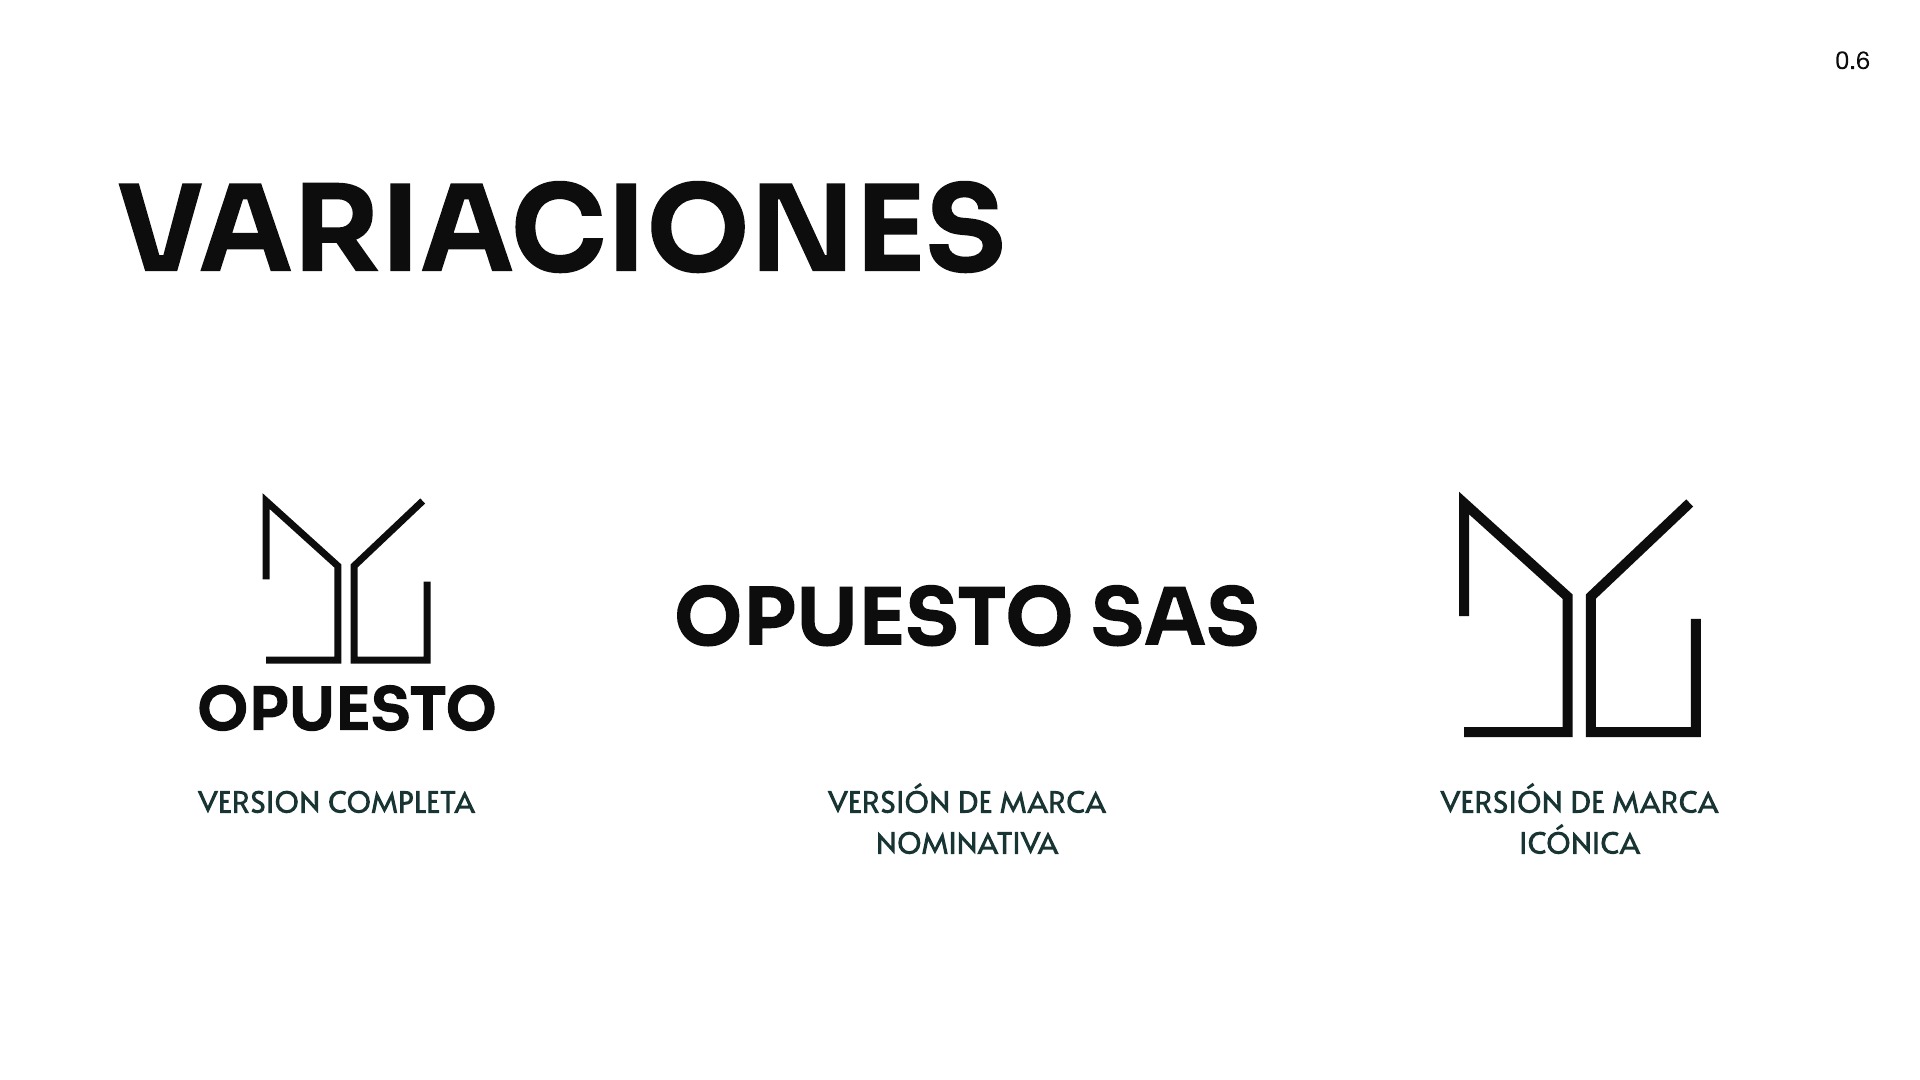 0.6
VARIACIONES
OPUESTO
OPUESTO SAS
VERSION COMPLETA
VERSIÓN DE MARCA
NOMINATIVA
VERSIÓN DE MARCA
ICÓNICA